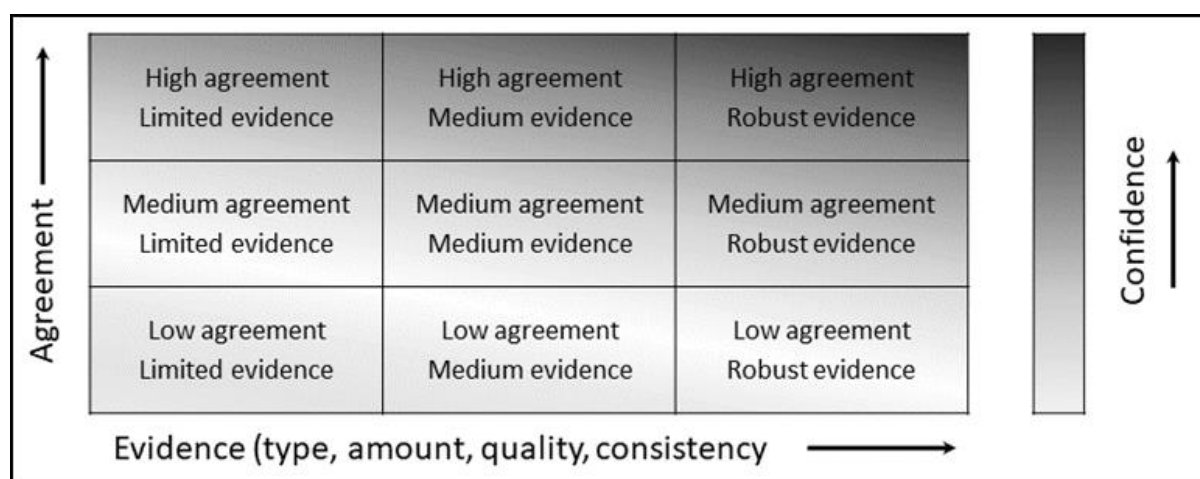 High agreement
Limited evidence
High agreement
Medium evidence
High agreement
Robust evidence
Medium agreement
Limited evidence
Medium agreement
Medium evidence
Medium agreement
Robust evidence
Low agreement
Limited evidence
Low agreement
Medium evidence
Low agreement
Robust evidence
Agreement
Evidence (type, amount, quality, consistency
Confidence